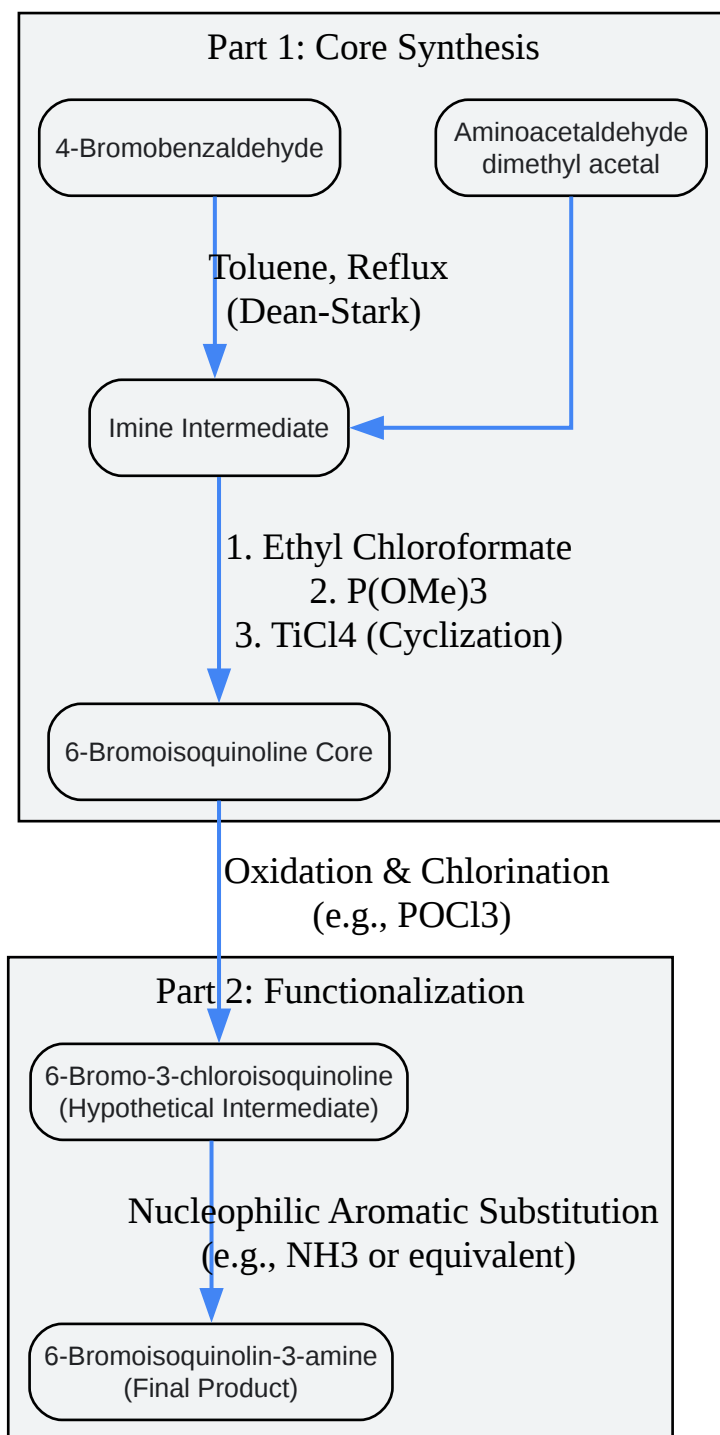 Part 1: Core Synthesis
4-Bromobenzaldehyde
Aminoacetaldehyde
dimethyl acetal
Toluene, Reflux
(Dean-Stark)
Imine Intermediate
1. Ethyl Chloroformate
2. P(OMe)3
3. TiCl4 (Cyclization)
6-Bromoisoquinoline Core
Oxidation & Chlorination
(e.g., POCl3)
Part 2: Functionalization
6-Bromo-3-chloroisoquinoline
(Hypothetical Intermediate)
Nucleophilic Aromatic Substitution
(e.g., NH3 or equivalent)
6-Bromoisoquinolin-3-amine
(Final Product)